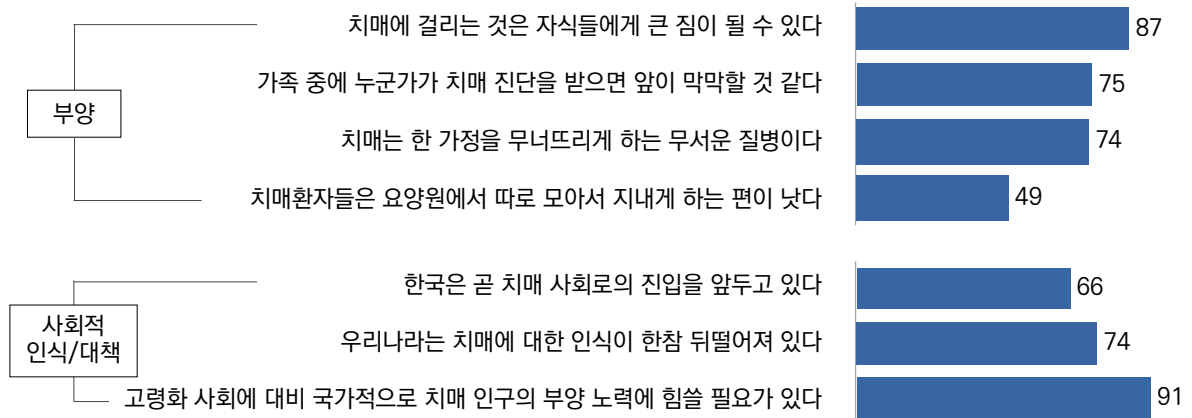 치매에 걸리는 것은 자식들에게 큰 짐이 될 수 있다 87
가족 중에 누군가가 치매 진단을 받으면 앞이 막막할 것 같다 75
부양
치매는 한 가정을 무너뜨리게 하는 무서운 질병이다 74
치매환자들은 요양원에서 따로 모아서 지내게 하는 편이 낫다 49
한국은 곧 치매 사회로의 진입을 앞두고 있다 66
사회적
인식/대책
우리나라는 치매에 대한 인식이 한참 뒤떨어져 있다 74
고령화 사회에 대비 국가적으로 치매 인구의 부양 노력에 힘쓸 필요가 있다 91